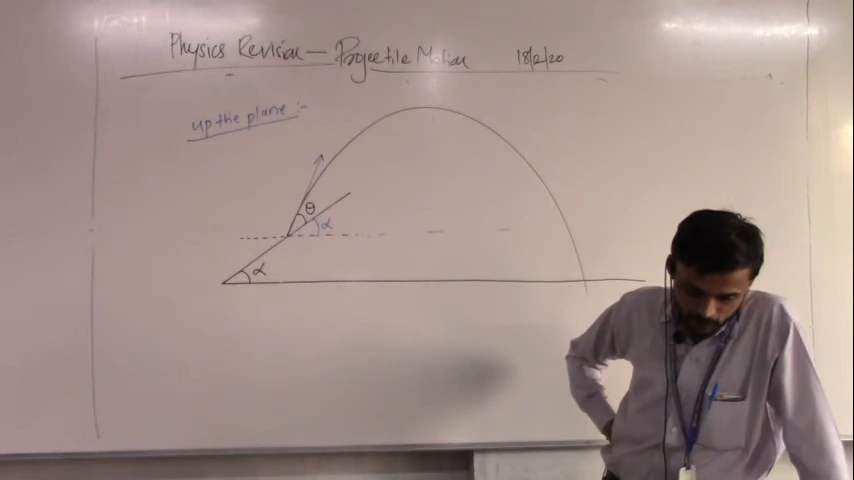 Physics Revision — Projectile Motion 18/2/20
up the plane :-
θ
α
α